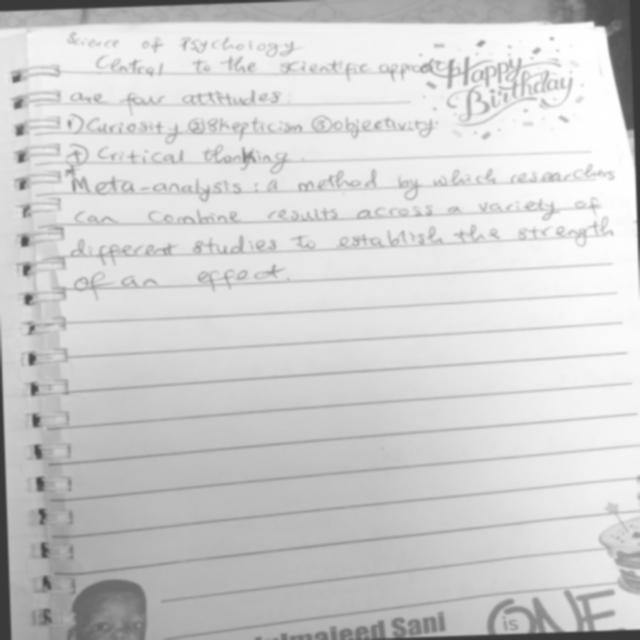 Science of Psychology
Central to the scientific approach
are four attitudes:
1) Curiosity ② Skepticism ③ objectivity
4) Critical thinking.
Meta-analysis: a method by which researchers
can combine results across a variety of
different studies to establish the strength
of an effect.
Happy
Birthday
Sani
is
ONE